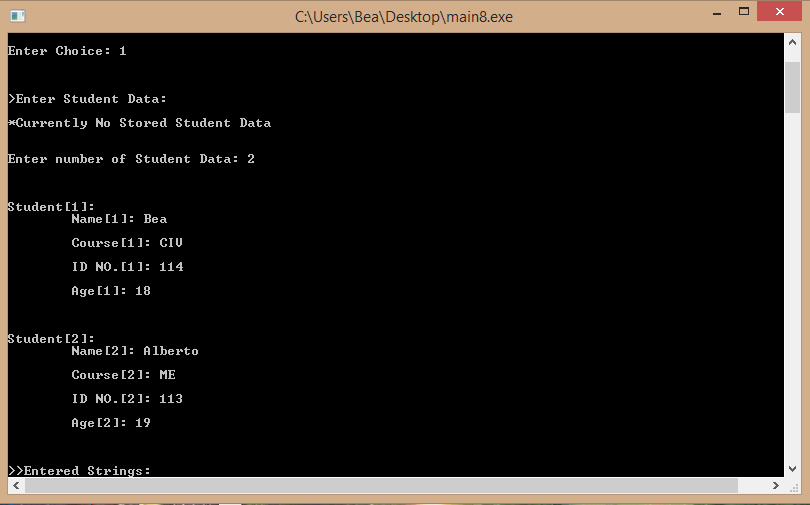 C:\Users\Bea\Desktop\main8.exe
Enter Choice: 1
>Enter Student Data:
*Currently No Stored Student Data
Enter number of Student Data: 2
Student[1]:
Name[1]: Bea
Course[1]: CIV
ID NO.[1]: 114
Age[1]: 18
Student[2]:
Name[2]: Alberto
Course[2]: ME
ID NO.[2]: 113
Age[2]: 19
>>Entered Strings: